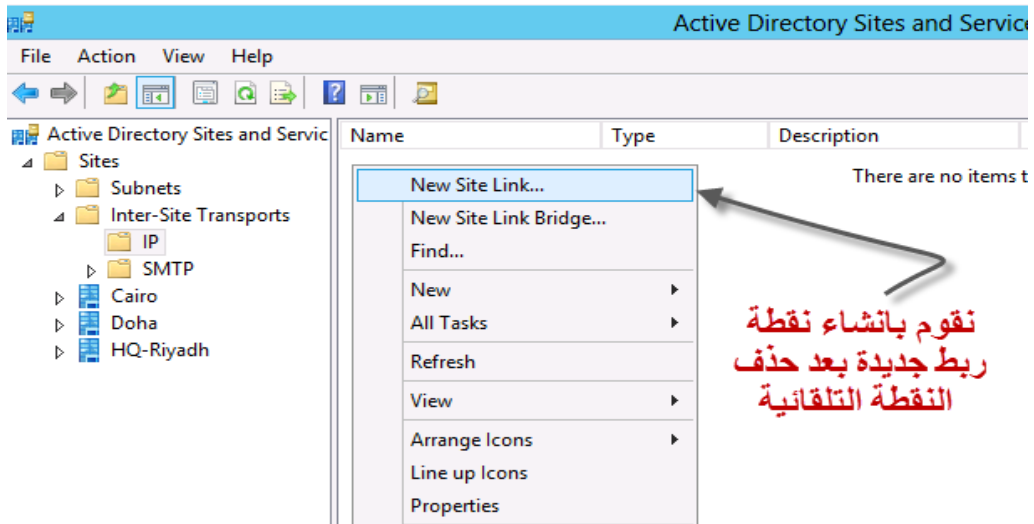 Active Directory Sites and Service
File Action View Help
Active Directory Sites and Servic
Sites
Subnets
Inter-Site Transports
IP
SMTP
Cairo
Doha
HQ-Riyadh
Name Type Description
There are no items t
New Site Link...
New Site Link Bridge...
Find...
New
All Tasks
Refresh
View
Arrange Icons
Line up Icons
Properties
نقوم بانشاء نقطة
ربط جديدة بعد حذف
النقطة التلقائية